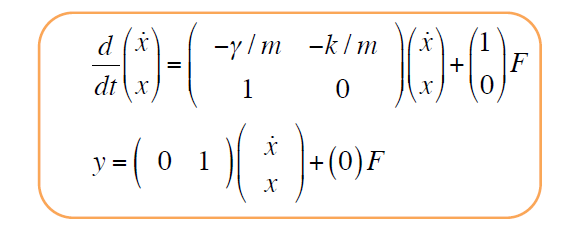 d/dt (ẋ x) = (−γ/m −k/m 1 0)(ẋ x) + (1 0) F
y = (0 1)(ẋ x) + (0) F